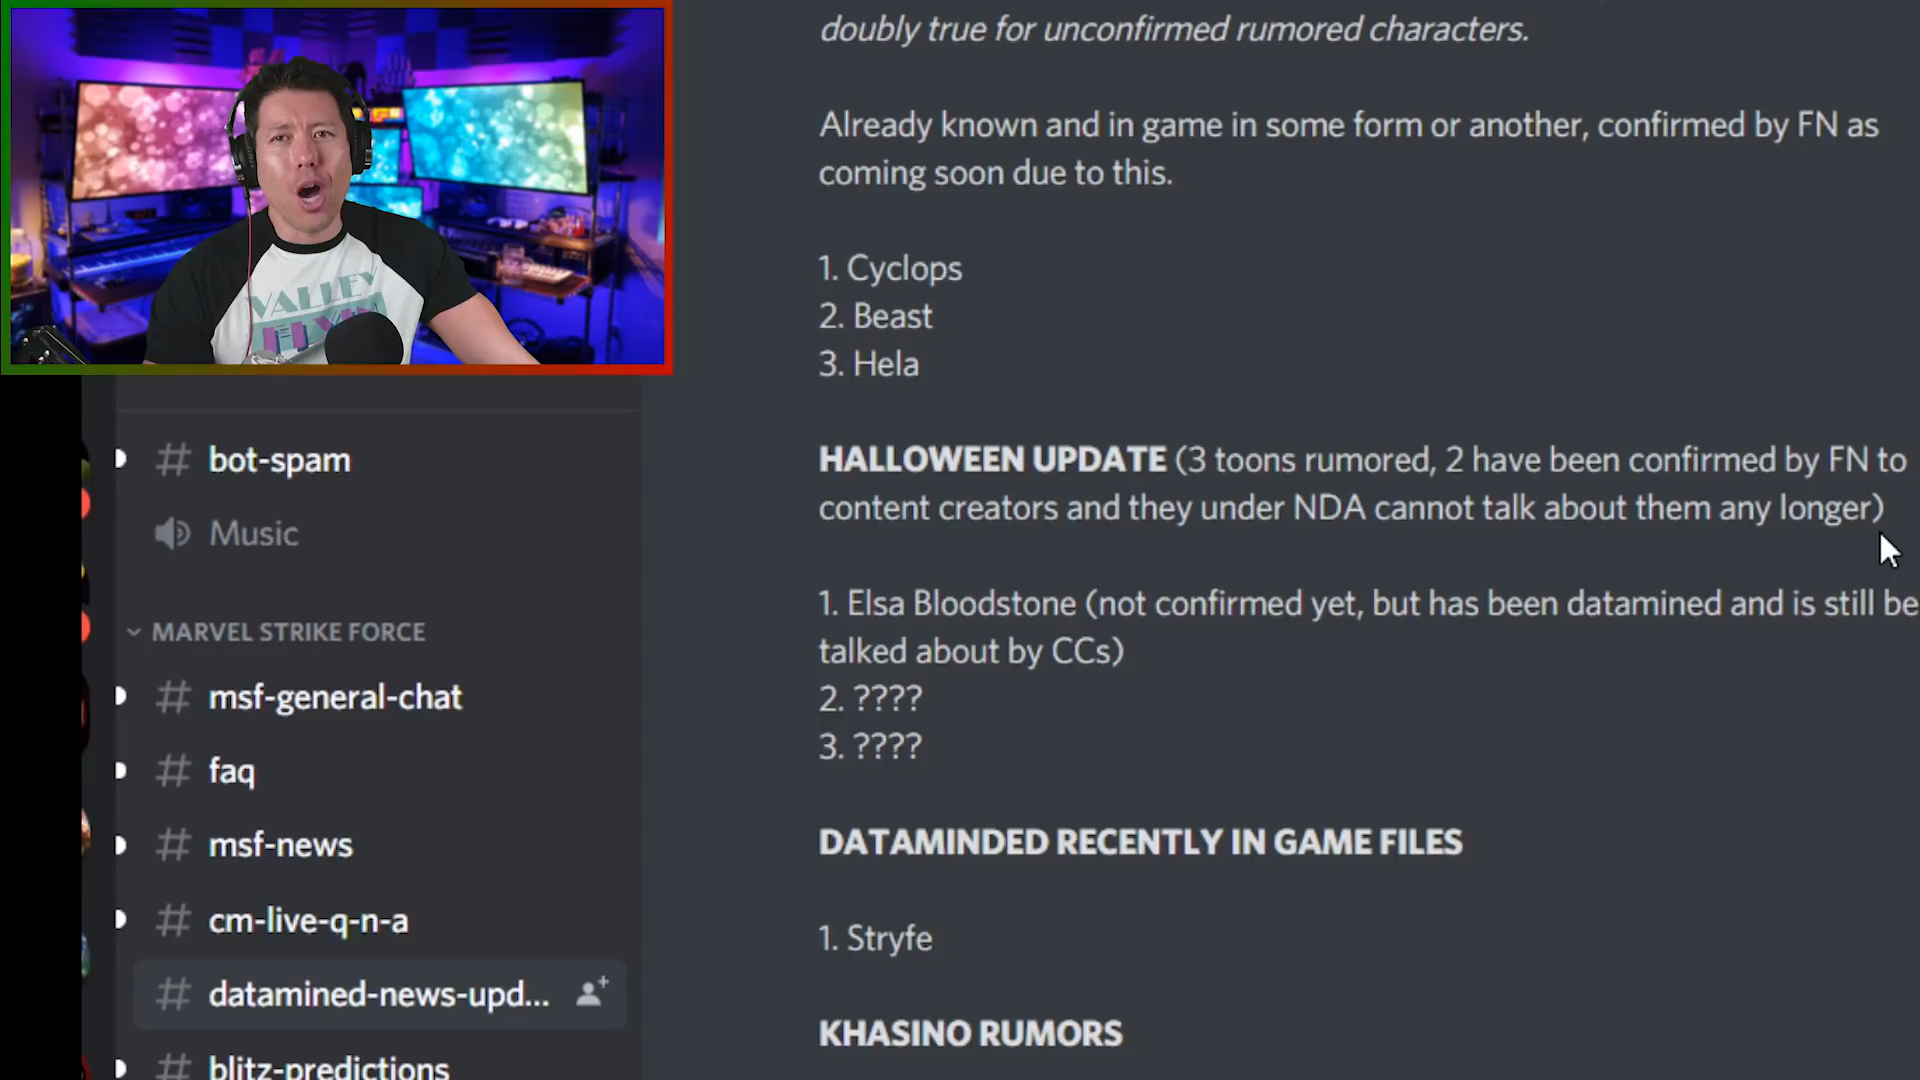 doubly true for unconfirmed rumored characters.
Already known and in game in some form or another, confirmed by FN as
coming soon due to this.
1. Cyclops
2. Beast
3. Hela
HALLOWEEN UPDATE (3 toons rumored, 2 have been confirmed by FN to
content creators and they under NDA cannot talk about them any longer)
1. Elsa Bloodstone (not confirmed yet, but has been datamined and is still be
talked about by CCs)
2. ????
3. ????
DATAMINDED RECENTLY IN GAME FILES
1. Stryfe
KHASINO RUMORS
VALLEY
bot-spam
Music
MARVEL STRIKE FORCE
msf-general-chat
faq
msf-news
cm-live-q-n-a
datamined-news-upd...
blitz-predictions